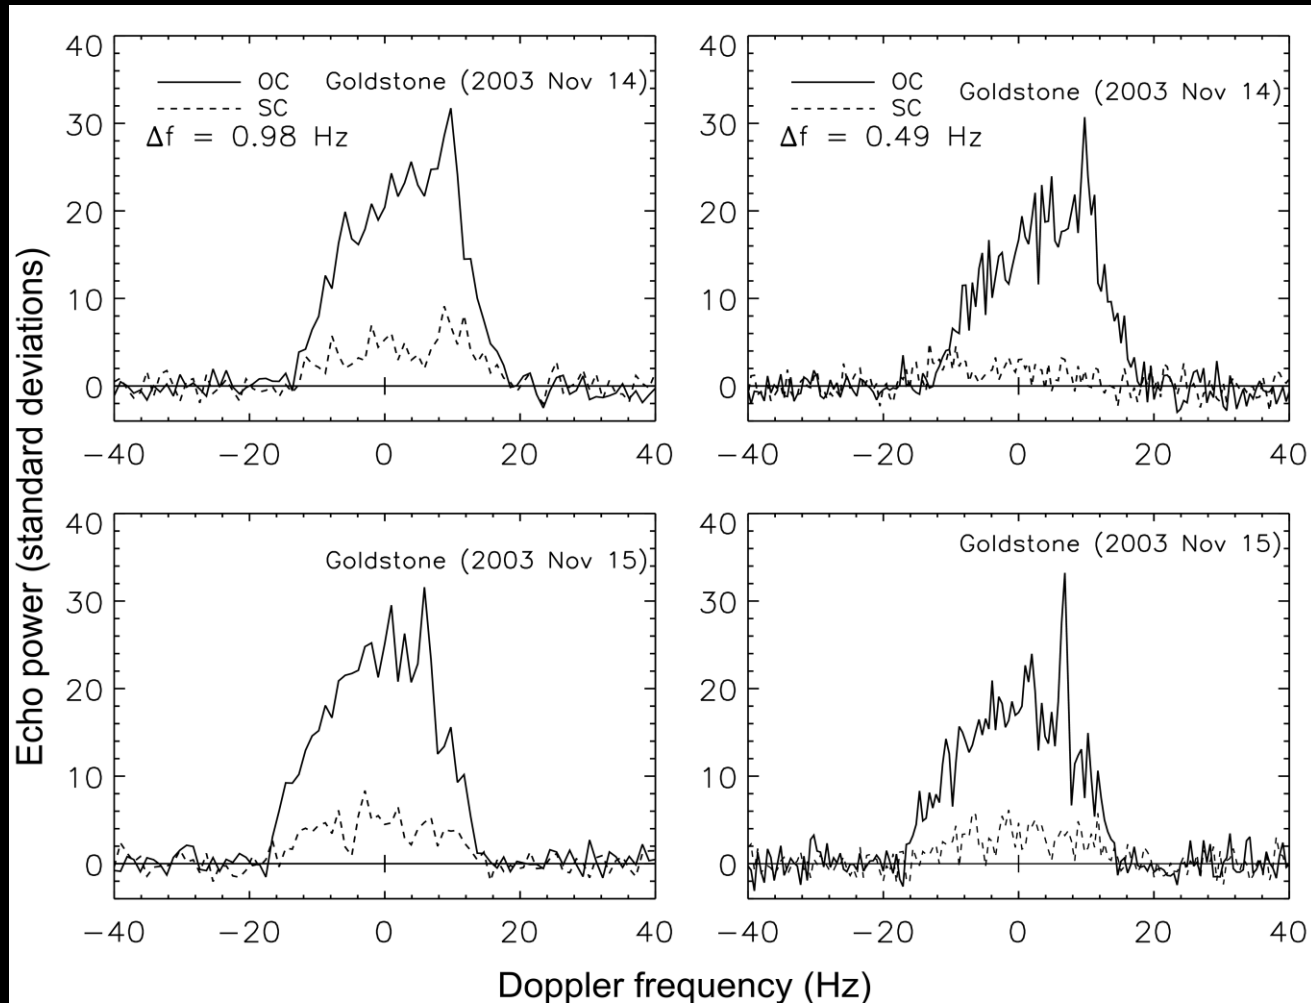 Echo power (standard deviations)
40
30
20
10
0
OC
SC
Goldstone (2003 Nov 14)
Δf = 0.98 Hz
−40 −20 0 20 40
40
30
20
10
0
OC
SC
Goldstone (2003 Nov 14)
Δf = 0.49 Hz
−40 −20 0 20 40
40
30
20
10
0
Goldstone (2003 Nov 15)
−40 −20 0 20 40
40
30
20
10
0
Goldstone (2003 Nov 15)
−40 −20 0 20 40
Doppler frequency (Hz)